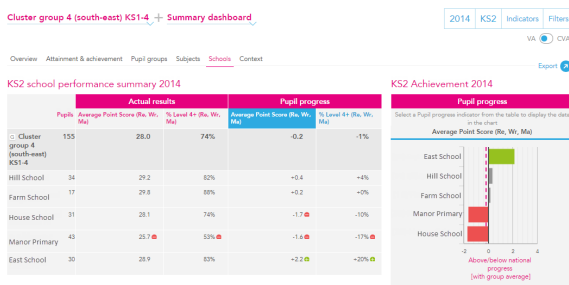 Cluster group 4 (south-east) KS1-4 + Summary dashboard
2014 KS2 Indicators Filters
VA CVA
Overview Attainment & achievement Pupil groups Subjects Schools Context
Export
KS2 school performance summary 2014
Actual results Pupil progress
Pupils Average Point Score (Re, Wr, Ma) % Level 4+ (Re, Wr, Ma) Average Point Score (Re, Wr, Ma) % Level 4+ (Re, Wr, Ma)
Cluster group 4 (south-east) KS1-4 155 28.0 74% -0.2 -1%
Hill School 34 29.2 82% +0.4 +4%
Farm School 17 29.8 88% +0.2 +0%
House School 31 28.1 74% -1.7 -10%
Manor Primary 43 25.7 53% -1.6 -17%
East School 30 28.9 83% +2.2 +20%
KS2 Achievement 2014
Pupil progress
Select a Pupil progress indicator from the table to display the data
in the chart
Average Point Score (Re, Wr, Ma)
East School
Hill School
Farm School
Manor Primary
House School
-2 0 2 4
Above/below national
progress
[with group average]